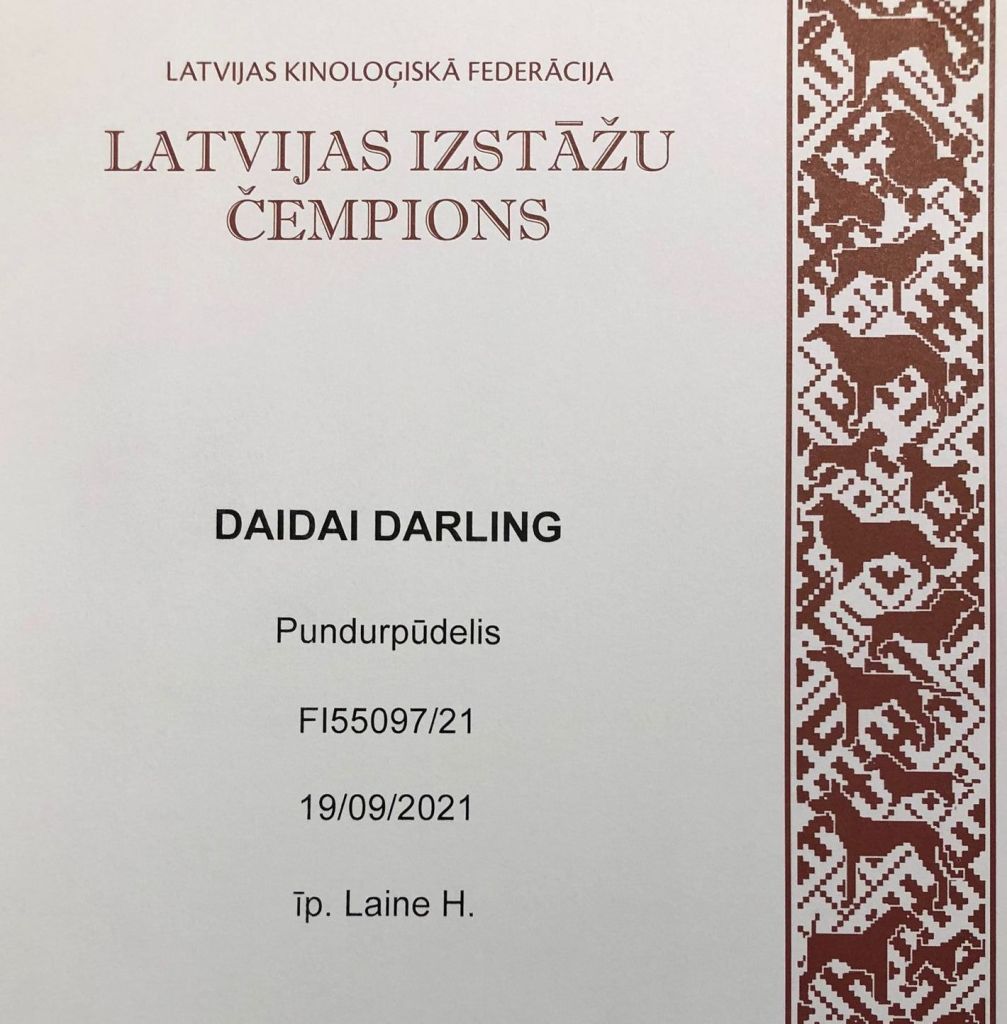 LATVIJAS KINOLOĢISKĀ FEDERĀCIJA
LATVIJAS IZSTĀŽU
ČEMPIONS
DAIDAI DARLING
Pundurpūdelis
FI55097/21
19/09/2021
īp. Laine H.